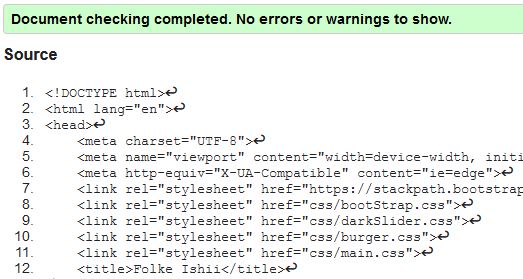 Document checking completed. No errors or warnings to show.
Source
1. <!DOCTYPE html>↩
2. <html lang="en">↩
3. <head>↩
4. <meta charset="UTF-8">↩
5. <meta name="viewport" content="width=device-width, initi
6. <meta http-equiv="X-UA-Compatible" content="ie=edge">↩
7. <link rel="stylesheet" href="https://stackpath.bootstrap
8. <link rel="stylesheet" href="css/bootStrap.css">↩
9. <link rel="stylesheet" href="css/darkSlider.css">↩
10. <link rel="stylesheet" href="css/burger.css">↩
11. <link rel="stylesheet" href="css/main.css">↩
12. <title>Folke Ishii</title>↩